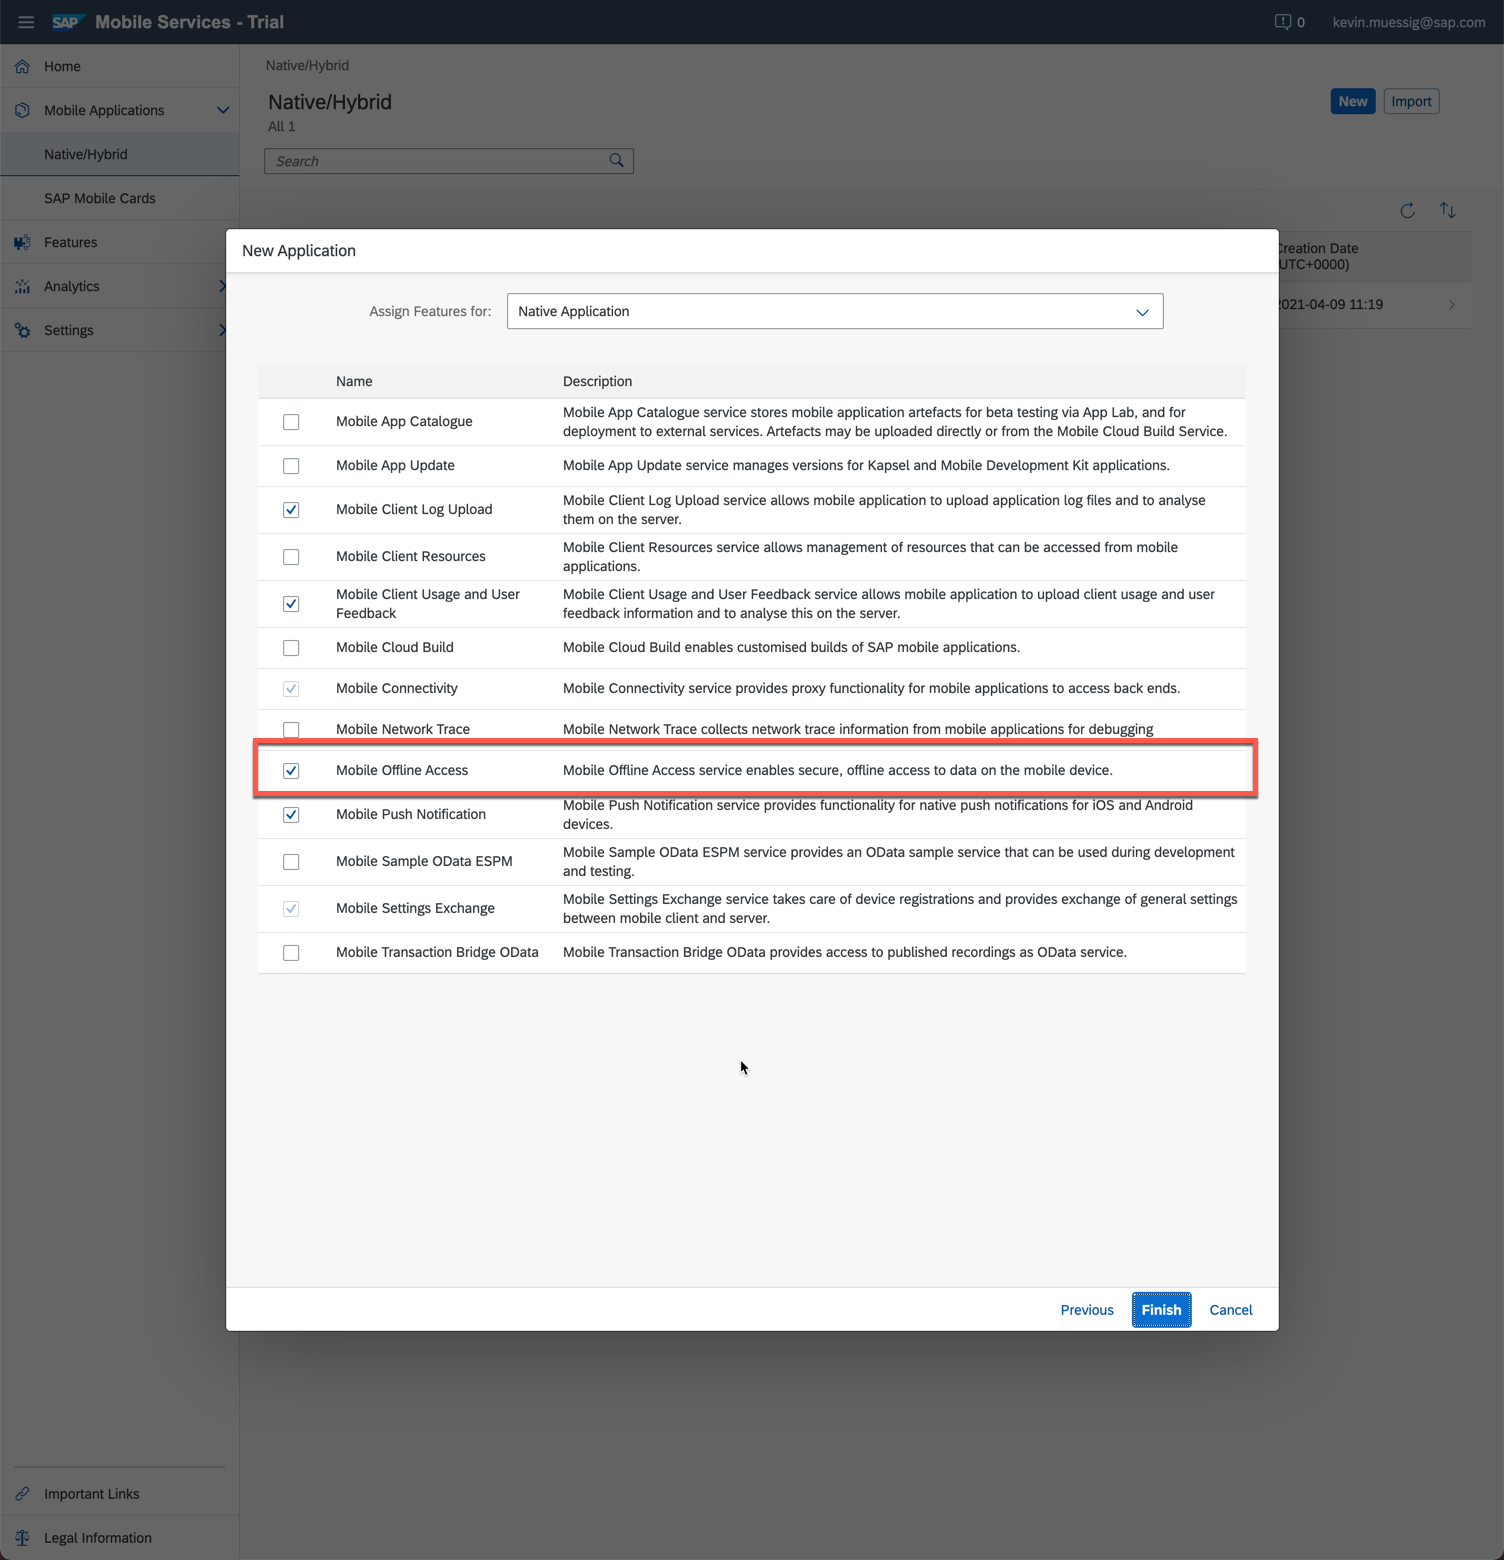 SAP Mobile Services - Trial
0 kevin.muessig@sap.com
Home
Mobile Applications
Native/Hybrid
SAP Mobile Cards
Features
Analytics
Settings
Important Links
Legal Information
Native/Hybrid
Native/Hybrid
All 1
New Import
Search
Creation Date
(UTC+0000)
2021-04-09 11:19
New Application
Assign Features for: Native Application
Name Description
Mobile App Catalogue
Mobile App Catalogue service stores mobile application artefacts for beta testing via App Lab, and for
deployment to external services. Artefacts may be uploaded directly or from the Mobile Cloud Build Service.
Mobile App Update Mobile App Update service manages versions for Kapsel and Mobile Development Kit applications.
Mobile Client Log Upload
Mobile Client Log Upload service allows mobile application to upload application log files and to analyse
them on the server.
Mobile Client Resources
Mobile Client Resources service allows management of resources that can be accessed from mobile
applications.
Mobile Client Usage and User
Feedback
Mobile Client Usage and User Feedback service allows mobile application to upload client usage and user
feedback information and to analyse this on the server.
Mobile Cloud Build Mobile Cloud Build enables customised builds of SAP mobile applications.
Mobile Connectivity Mobile Connectivity service provides proxy functionality for mobile applications to access back ends.
Mobile Network Trace Mobile Network Trace collects network trace information from mobile applications for debugging
Mobile Offline Access Mobile Offline Access service enables secure, offline access to data on the mobile device.
Mobile Push Notification
Mobile Push Notification service provides functionality for native push notifications for iOS and Android
devices.
Mobile Sample OData ESPM
Mobile Sample OData ESPM service provides an OData sample service that can be used during development
and testing.
Mobile Settings Exchange
Mobile Settings Exchange service takes care of device registrations and provides exchange of general settings
between mobile client and server.
Mobile Transaction Bridge OData Mobile Transaction Bridge OData provides access to published recordings as OData service.
Previous Finish Cancel